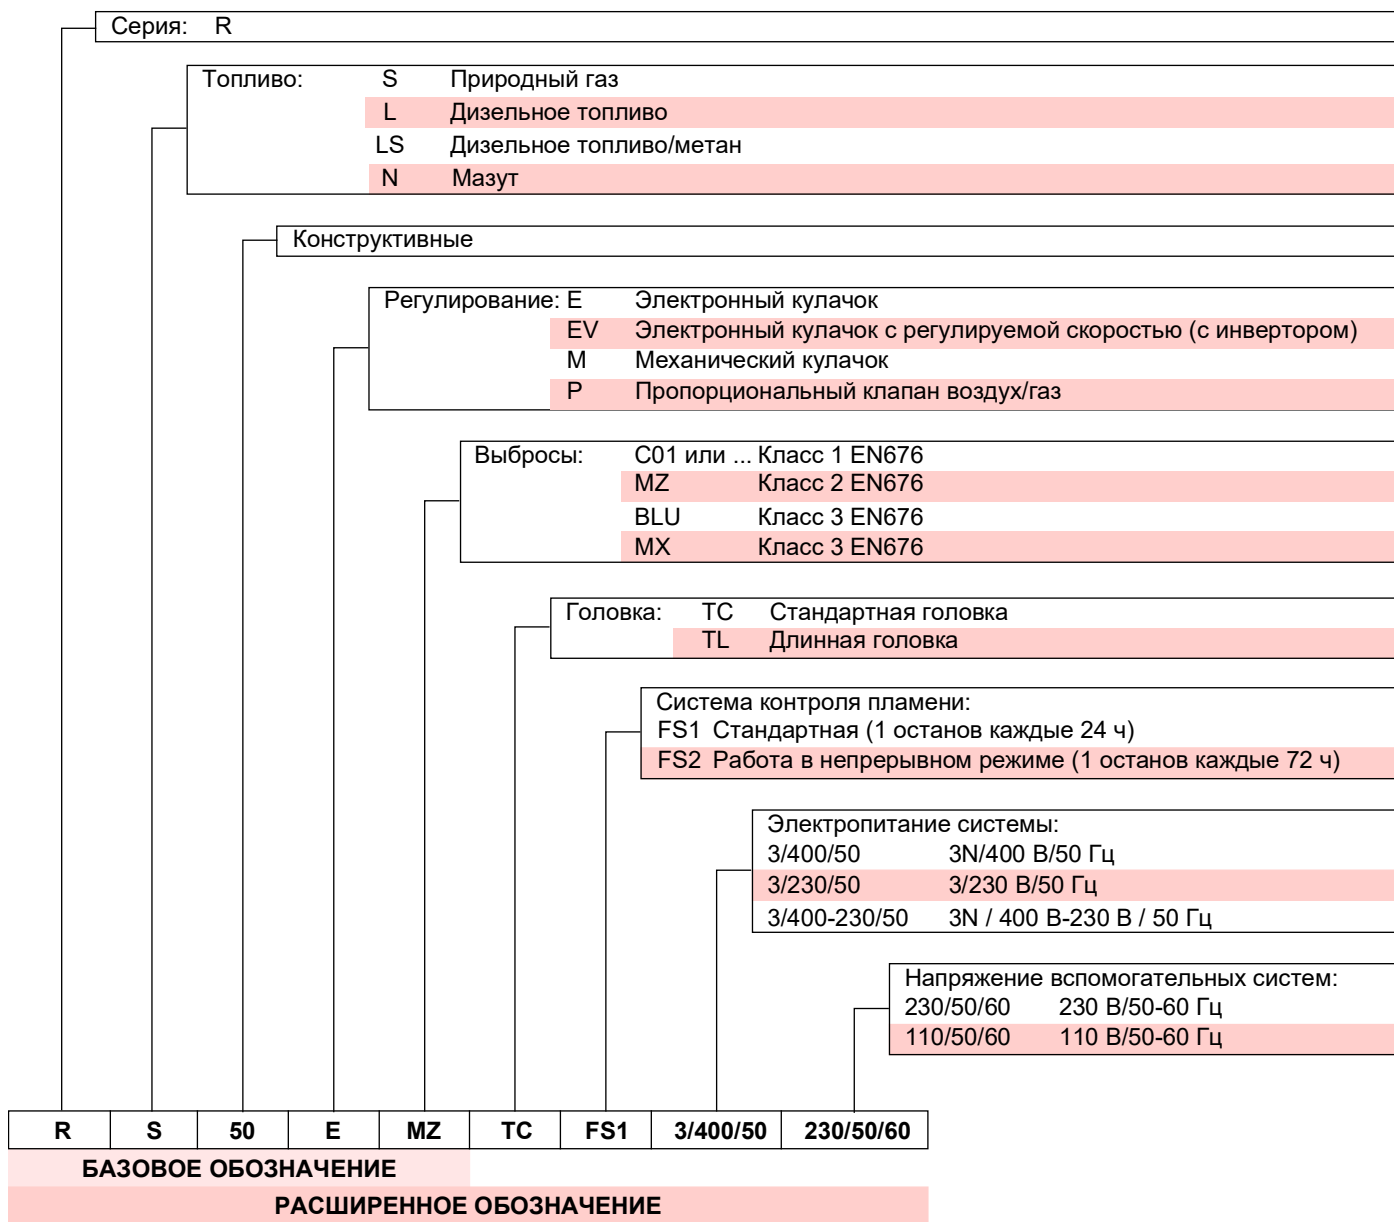 Серия: R
Топливо: S Природный газ
L Дизельное топливо
LS Дизельное топливо/метан
N Мазут
Конструктивные
Регулирование: E Электронный кулачок
EV Электронный кулачок с регулируемой скоростью (с инвертором)
M Механический кулачок
P Пропорциональный клапан воздух/газ
Выбросы: C01 или ... Класс 1 EN676
MZ Класс 2 EN676
BLU Класс 3 EN676
MX Класс 3 EN676
Головка: TC Стандартная головка
TL Длинная головка
Система контроля пламени:
FS1 Стандартная (1 останов каждые 24 ч)
FS2 Работа в непрерывном режиме (1 останов каждые 72 ч)
Электропитание системы:
3/400/50 3N/400 В/50 Гц
3/230/50 3/230 В/50 Гц
3/400-230/50 3N / 400 В-230 В / 50 Гц
Напряжение вспомогательных систем:
230/50/60 230 В/50-60 Гц
110/50/60 110 В/50-60 Гц
R S 50 E MZ TC FS1 3/400/50 230/50/60
БАЗОВОЕ ОБОЗНАЧЕНИЕ
РАСШИРЕННОЕ ОБОЗНАЧЕНИЕ